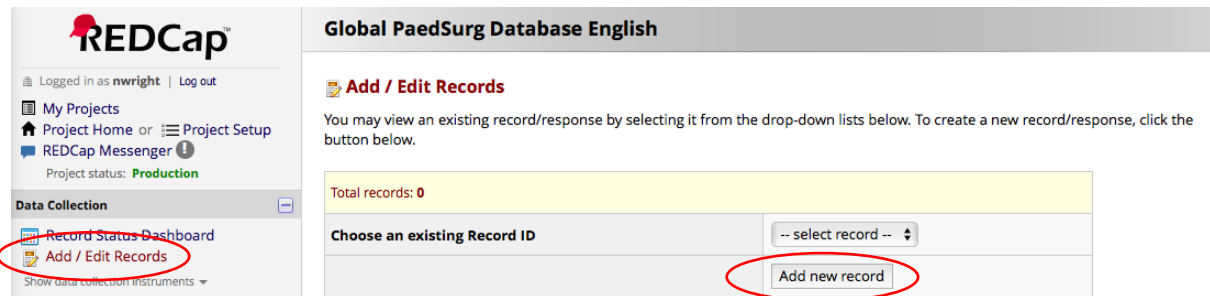 REDCap™
Logged in as nwright | Log out
My Projects
Project Home or Project Setup
REDCap Messenger
Project status: Production
Data Collection
Record Status Dashboard
Add / Edit Records
Show data collection instruments
Global PaedSurg Database English
Add / Edit Records
You may view an existing record/response by selecting it from the drop-down lists below. To create a new record/response, click the
button below.
Total records: 0
Choose an existing Record ID
-- select record --
Add new record